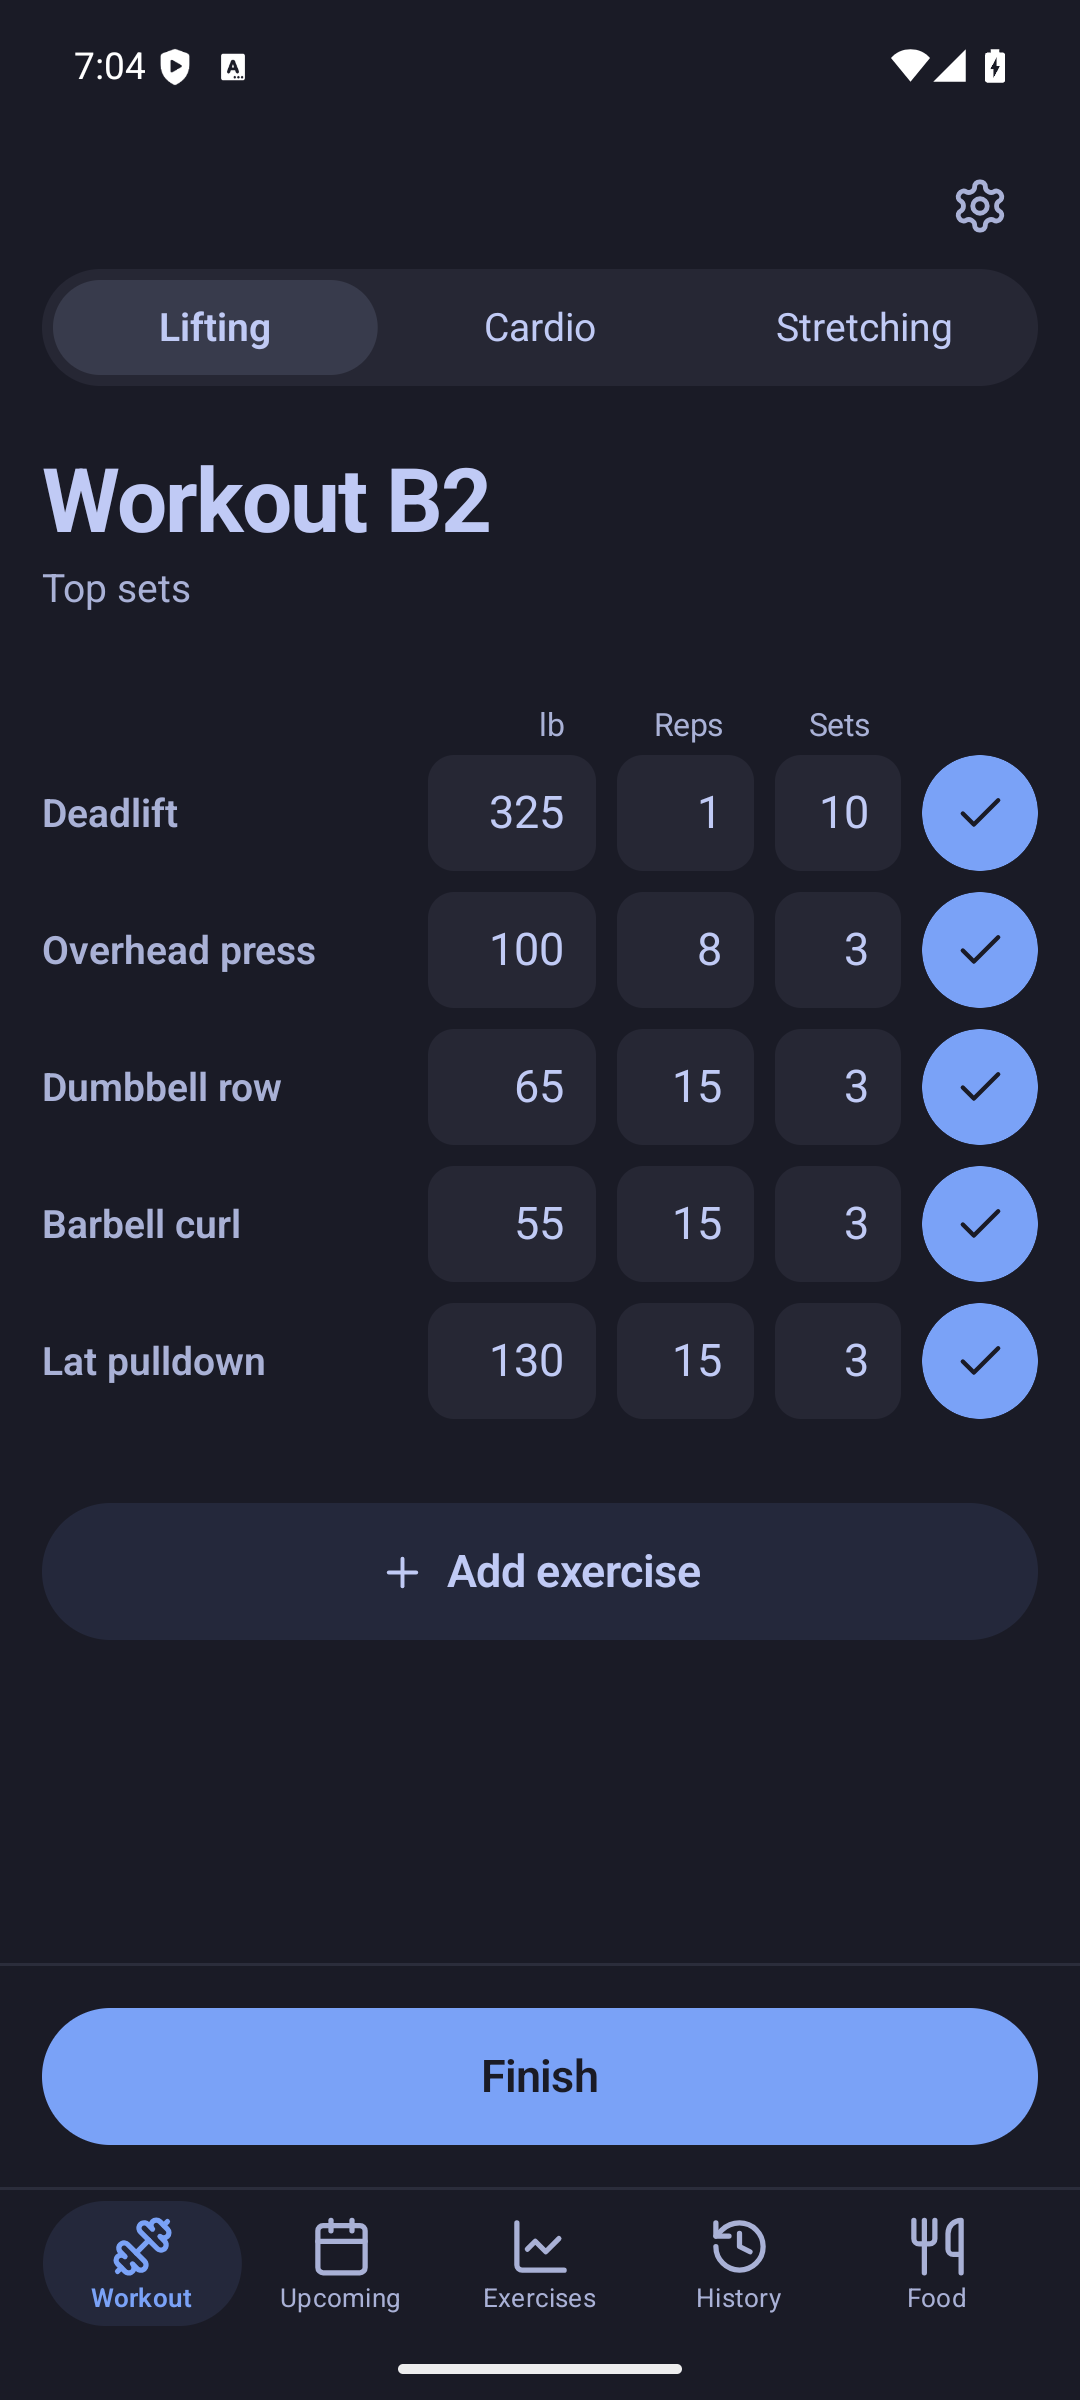 7:04
Lifting Cardio Stretching
Workout B2
Top sets
lb Reps Sets
Deadlift 325 1 10
Overhead press 100 8 3
Dumbbell row 65 15 3
Barbell curl 55 15 3
Lat pulldown 130 15 3
Add exercise
Finish
Workout Upcoming Exercises History Food